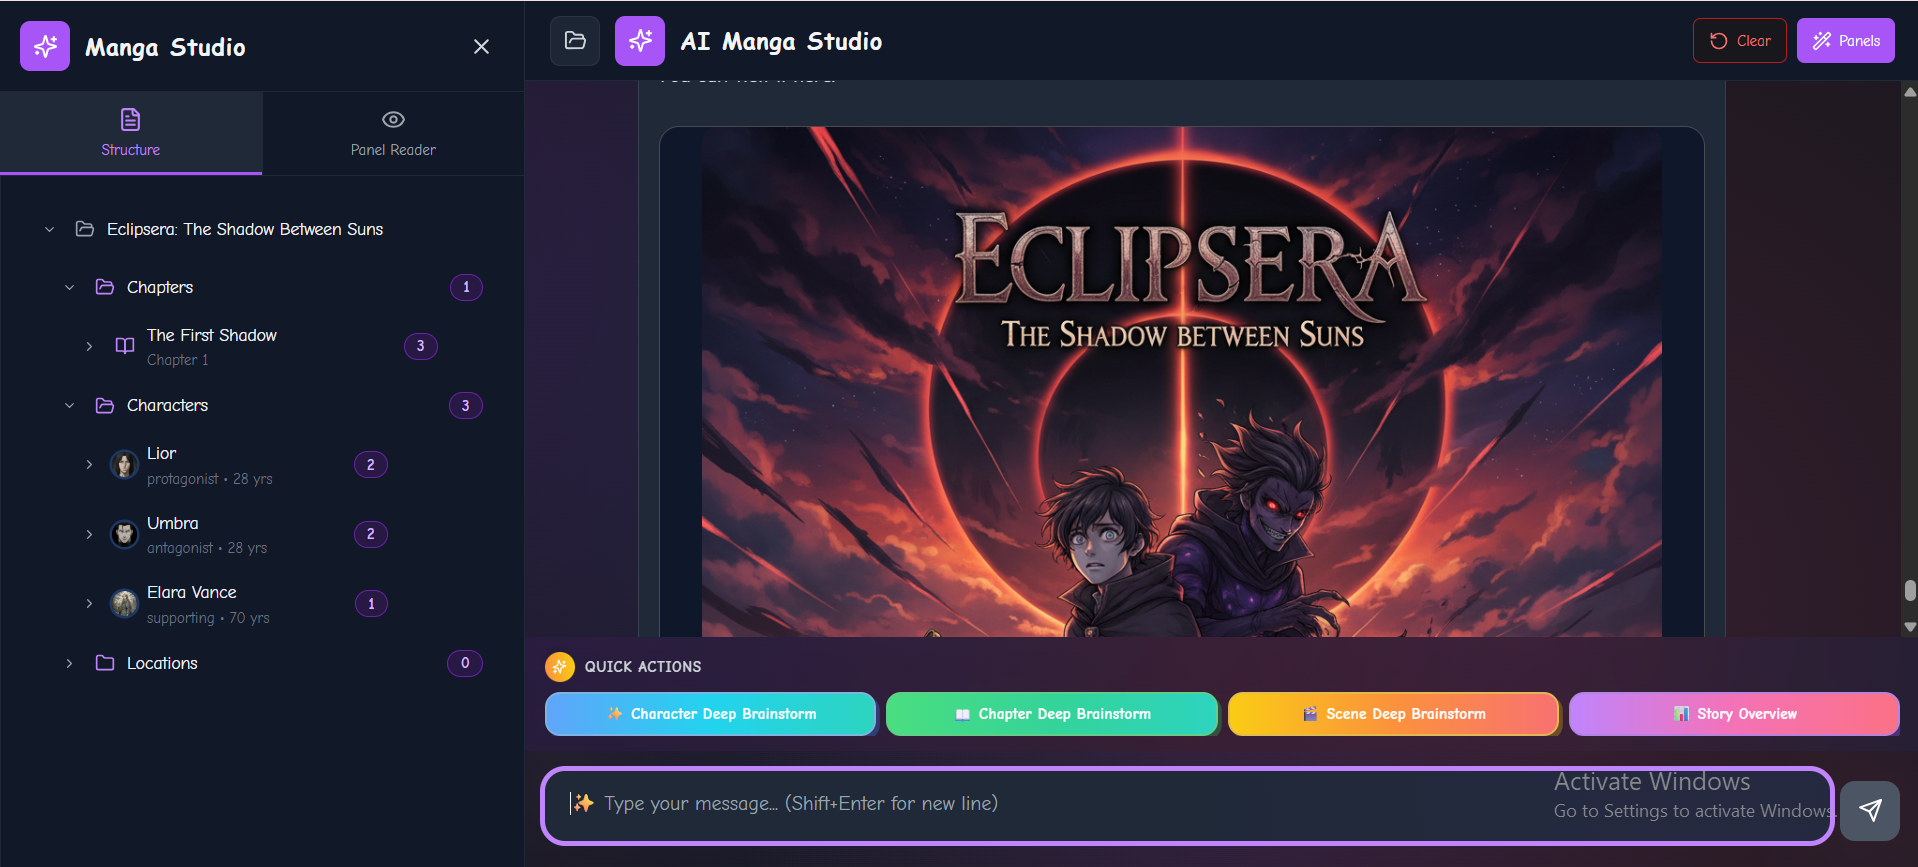 Manga Studio
Structure
Panel Reader
Eclipsera: The Shadow Between Suns
Chapters
1
The First Shadow
Chapter 1
3
Characters
3
Lior
protagonist • 28 yrs
2
Umbra
antagonist • 28 yrs
2
Elara Vance
supporting • 70 yrs
1
Locations
0
AI Manga Studio
Clear
Panels
ECLIPSERA
THE SHADOW BETWEEN SUNS
QUICK ACTIONS
Character Deep Brainstorm
Chapter Deep Brainstorm
Scene Deep Brainstorm
Story Overview
Type your message... (Shift+Enter for new line)
Activate Windows
Go to Settings to activate Windows.